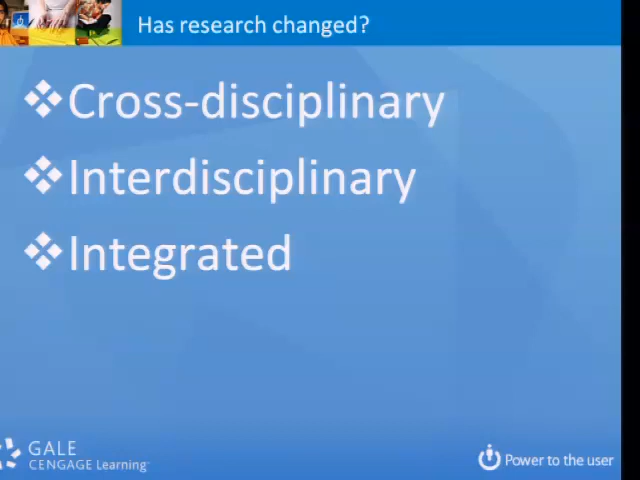 Has research changed?
Cross-disciplinary
Interdisciplinary
Integrated
GALE
CENGAGE Learning
Power to the user